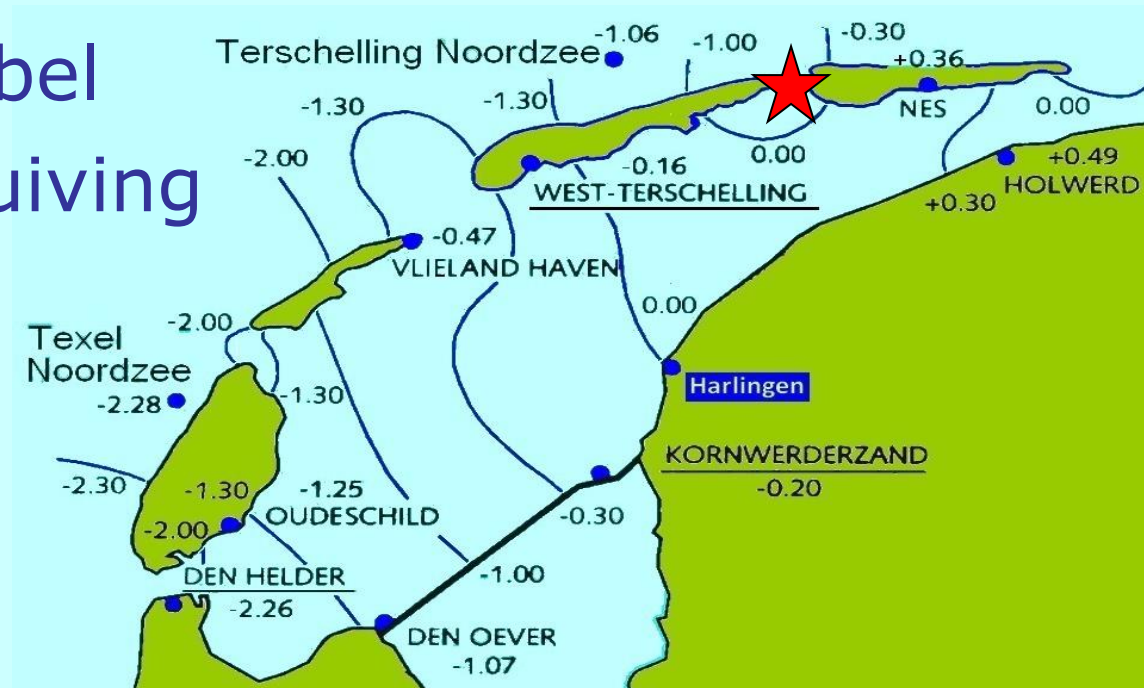 bel
uiving
Terschelling Noordzee
-1.06
-1.00
-0.30
+0.36
NES
0.00
-1.30
-1.30
-2.00
-0.16
0.00
+0.49
HOLWERD
WEST-TERSCHELLING
+0.30
-0.47
VLIELAND HAVEN
0.00
-2.00
Texel
Noordzee
-2.28
-1.30
Harlingen
KORNWERDERZAND
-0.20
-2.30
-1.30
-1.25
OUDESCHILD
-2.00
-0.30
DEN HELDER
-2.26
-1.00
DEN OEVER
-1.07